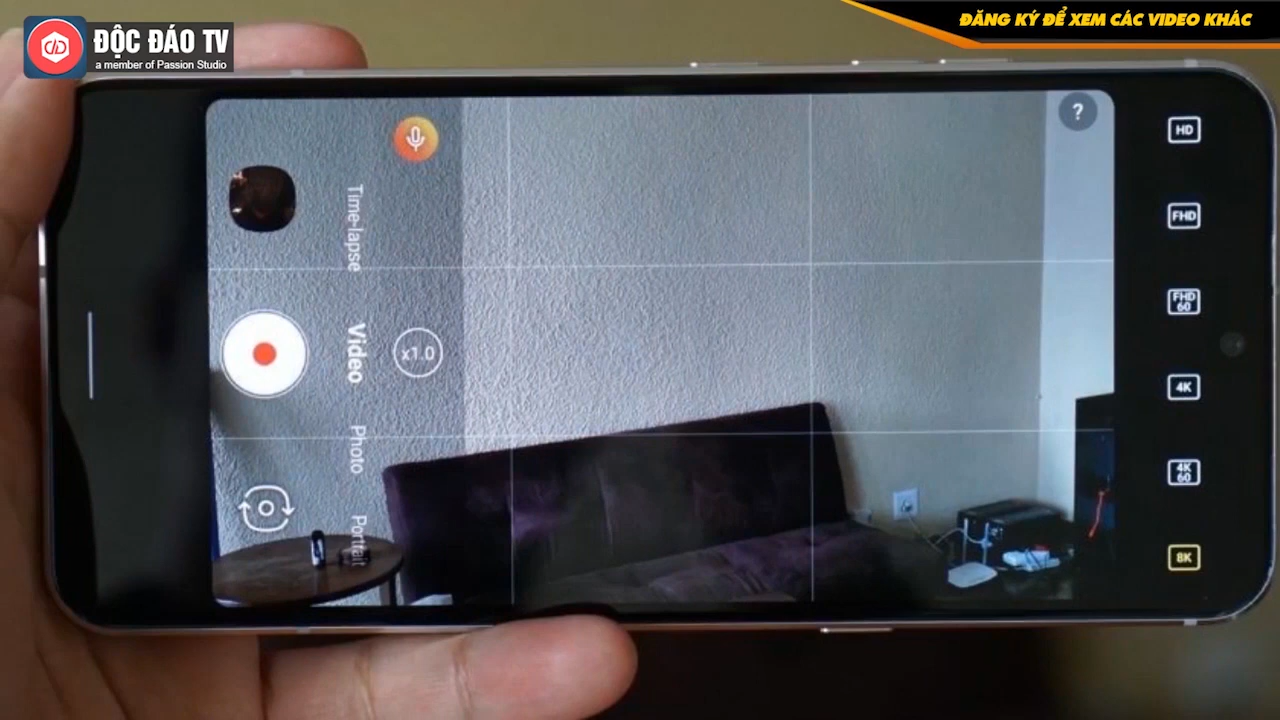 ĐỘC ĐÁO TV
a member of Passion Studio
ĐĂNG KÝ ĐỂ XEM CÁC VIDEO KHÁC
?
HD
FHD
FHD
60
4K
4K
60
8K
Time-lapse
Video
Photo
Portrait
x1.0